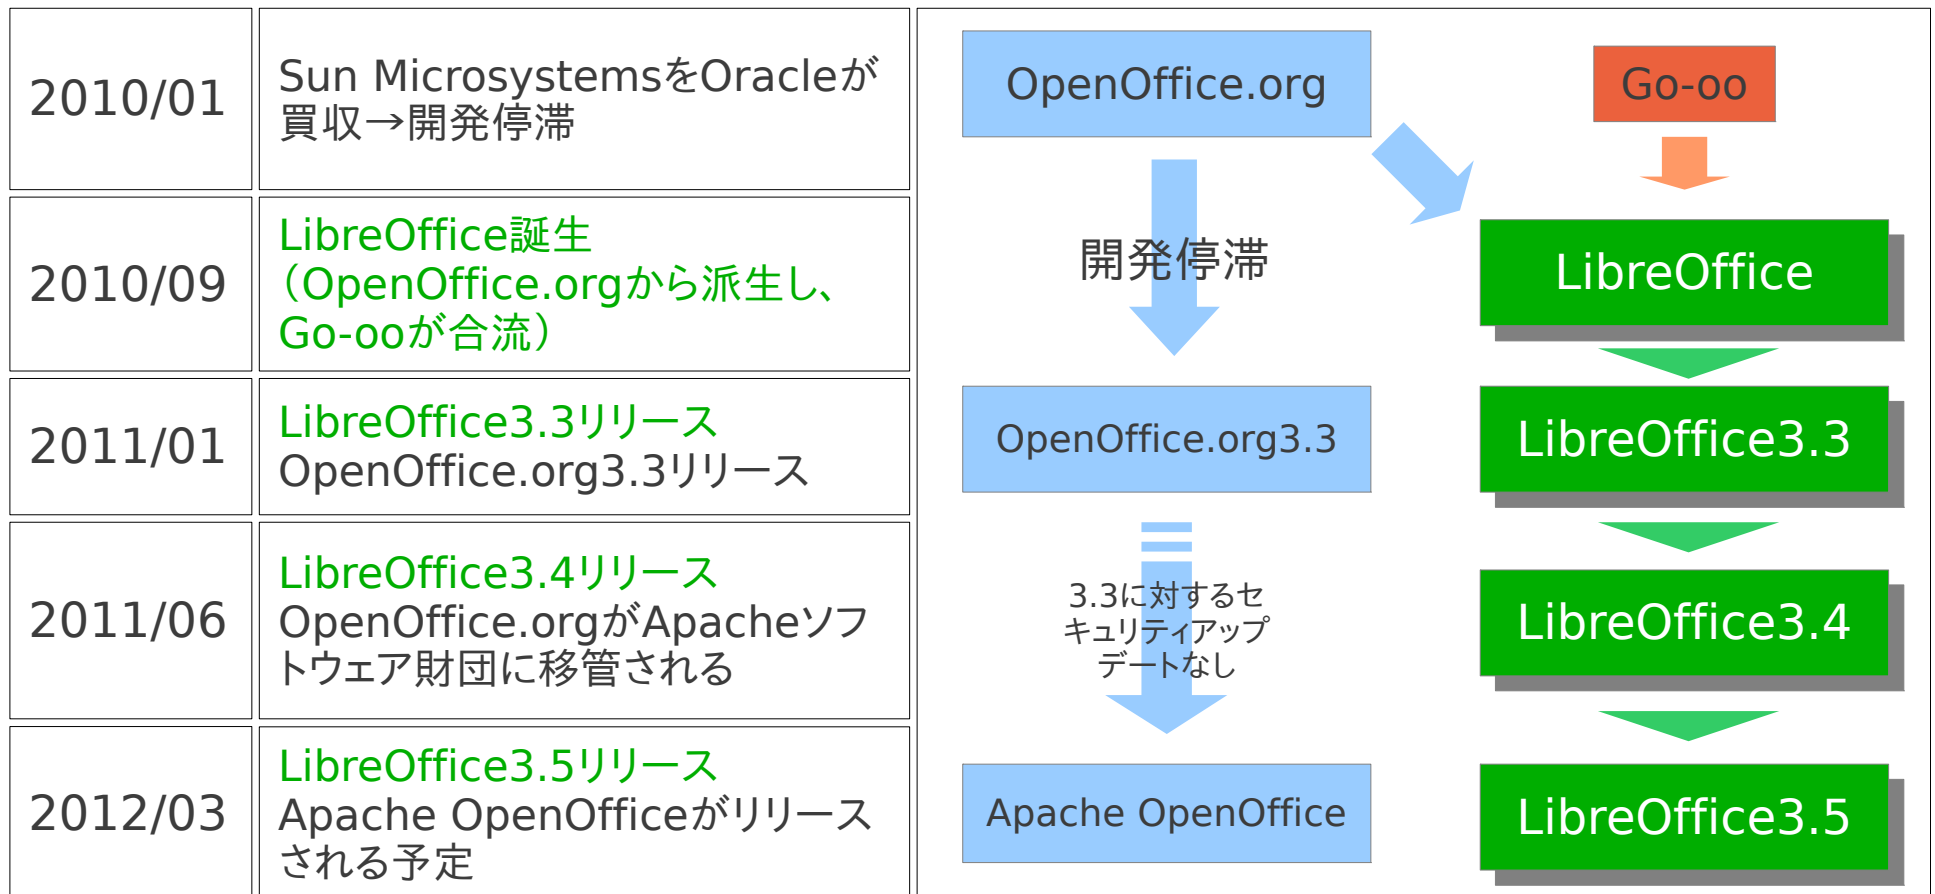 2010/01
Sun MicrosystemsをOracleが
買収→開発停滞
2010/09
LibreOffice誕生
（OpenOffice.orgから派生し、
Go-ooが合流）
2011/01
LibreOffice3.3リリース
OpenOffice.org3.3リリース
2011/06
LibreOffice3.4リリース
OpenOffice.orgがApacheソフ
トウェア財団に移管される
2012/03
LibreOffice3.5リリース
Apache OpenOfficeがリリース
される予定
OpenOffice.org
Go-oo
開発停滞
LibreOffice
OpenOffice.org3.3
LibreOffice3.3
3.3に対するセ
キュリティアップ
デートなし
LibreOffice3.4
Apache OpenOffice
LibreOffice3.5